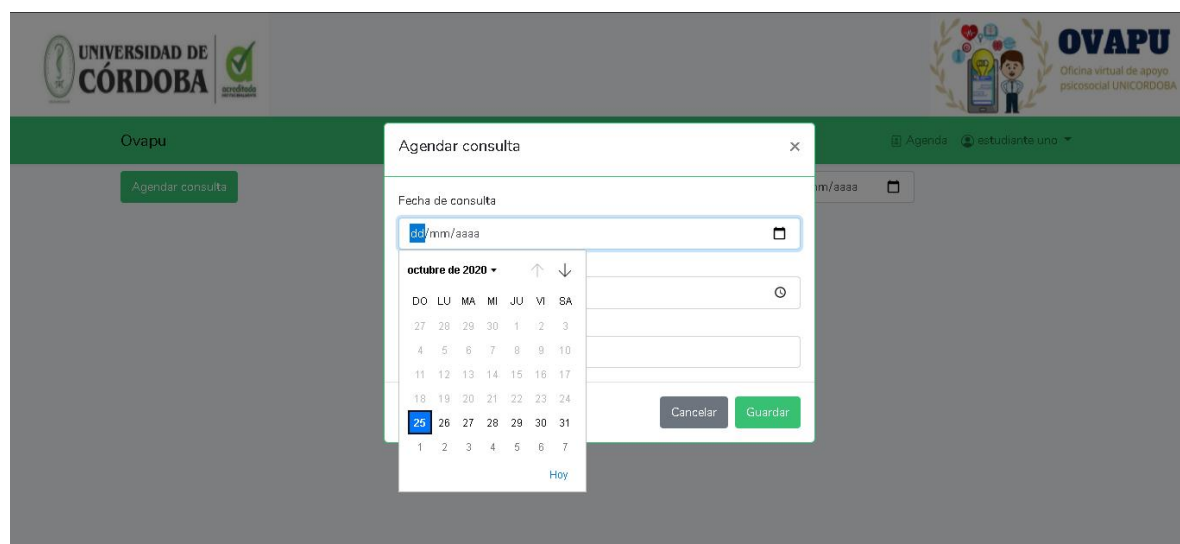 UNIVERSIDAD DE
CÓRDOBA
acreditada
OVAPU
Oficina virtual de apoyo
psicosocial UNICORDOBA
Ovapu
Agenda
estudiante uno
Agendar consulta
mm/aaaa
Agendar consulta
×
Fecha de consulta
dd/mm/aaaa
octubre de 2020
DO LU MA MI JU VI SA
27 28 29 30 1 2 3
4 5 6 7 8 9 10
11 12 13 14 15 16 17
18 19 20 21 22 23 24
25 26 27 28 29 30 31
1 2 3 4 5 6 7
Hoy
Cancelar
Guardar